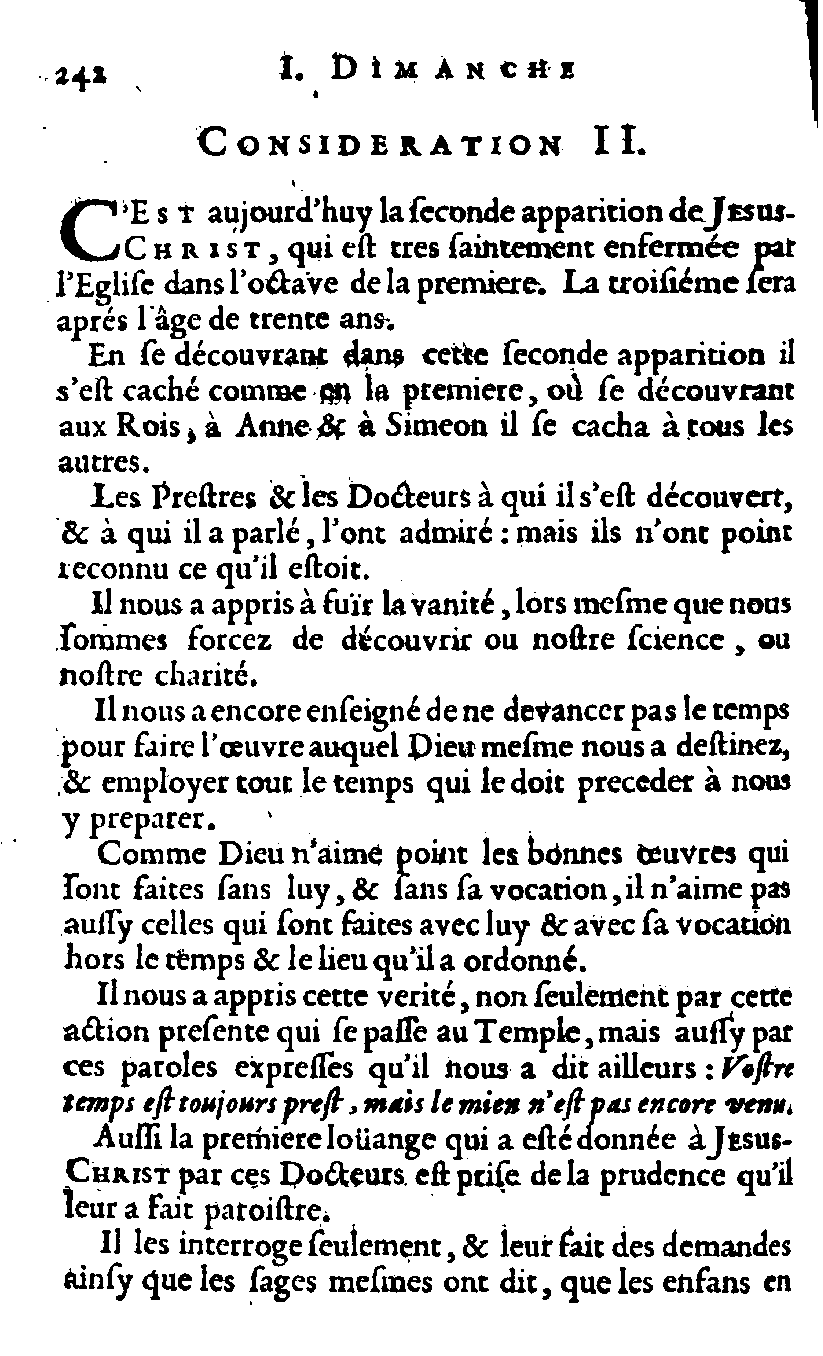 242 I. DIMANCHE
CONSIDERATION II.
C'EST aujourd'huy la ſeconde apparition de JESUS-
CHRIST, qui eſt tres ſaintement enfermée par
l'Egliſe dans l'octave de la premiere. La troiſiéme ſera
aprés l'âge de trente ans.
En ſe découvrant dans cette ſeconde apparition il
s'eſt caché comme en la premiere, où ſe découvrant
aux Rois, à Anne & à Simeon il ſe cacha à tous les
autres.
Les Preſtres & les Docteurs à qui il s'eſt découvert,
& à qui il a parlé, l'ont admiré : mais ils n'ont point
reconnu ce qu'il eſtoit.
Il nous a appris à fuïr la vanité, lors meſme que nous
ſommes forcez de découvrir ou noſtre ſcience, ou
noſtre charité.
Il nous a encore enſeigné de ne devancer pas le temps
pour faire l'œuvre auquel Dieu meſme nous a deſtinez,
& employer tout le temps qui le doit preceder à nous
y preparer.
Comme Dieu n'aime point les bonnes œuvres qui
ſont faites ſans luy, & ſans ſa vocation, il n'aime pas
auſſy celles qui ſont faites avec luy & avec ſa vocation
hors le temps & le lieu qu'il a ordonné.
Il nous a appris cette verité, non ſeulement par cette
action preſente qui ſe paſſe au Temple, mais auſſy par
ces paroles expreſſes qu'il nous a dit ailleurs : Voſtre
temps eſt toujours preſt, mais le mien n'eſt pas encore venu.
Auſſi la premiere loüange qui a eſté donnée à JESUS-
CHRIST par ces Docteurs eſt priſe de la prudence qu'il
leur a fait paroiſtre.
Il les interroge ſeulement, & leur fait des demandes
ainſy que les ſages meſmes ont dit, que les enfans en